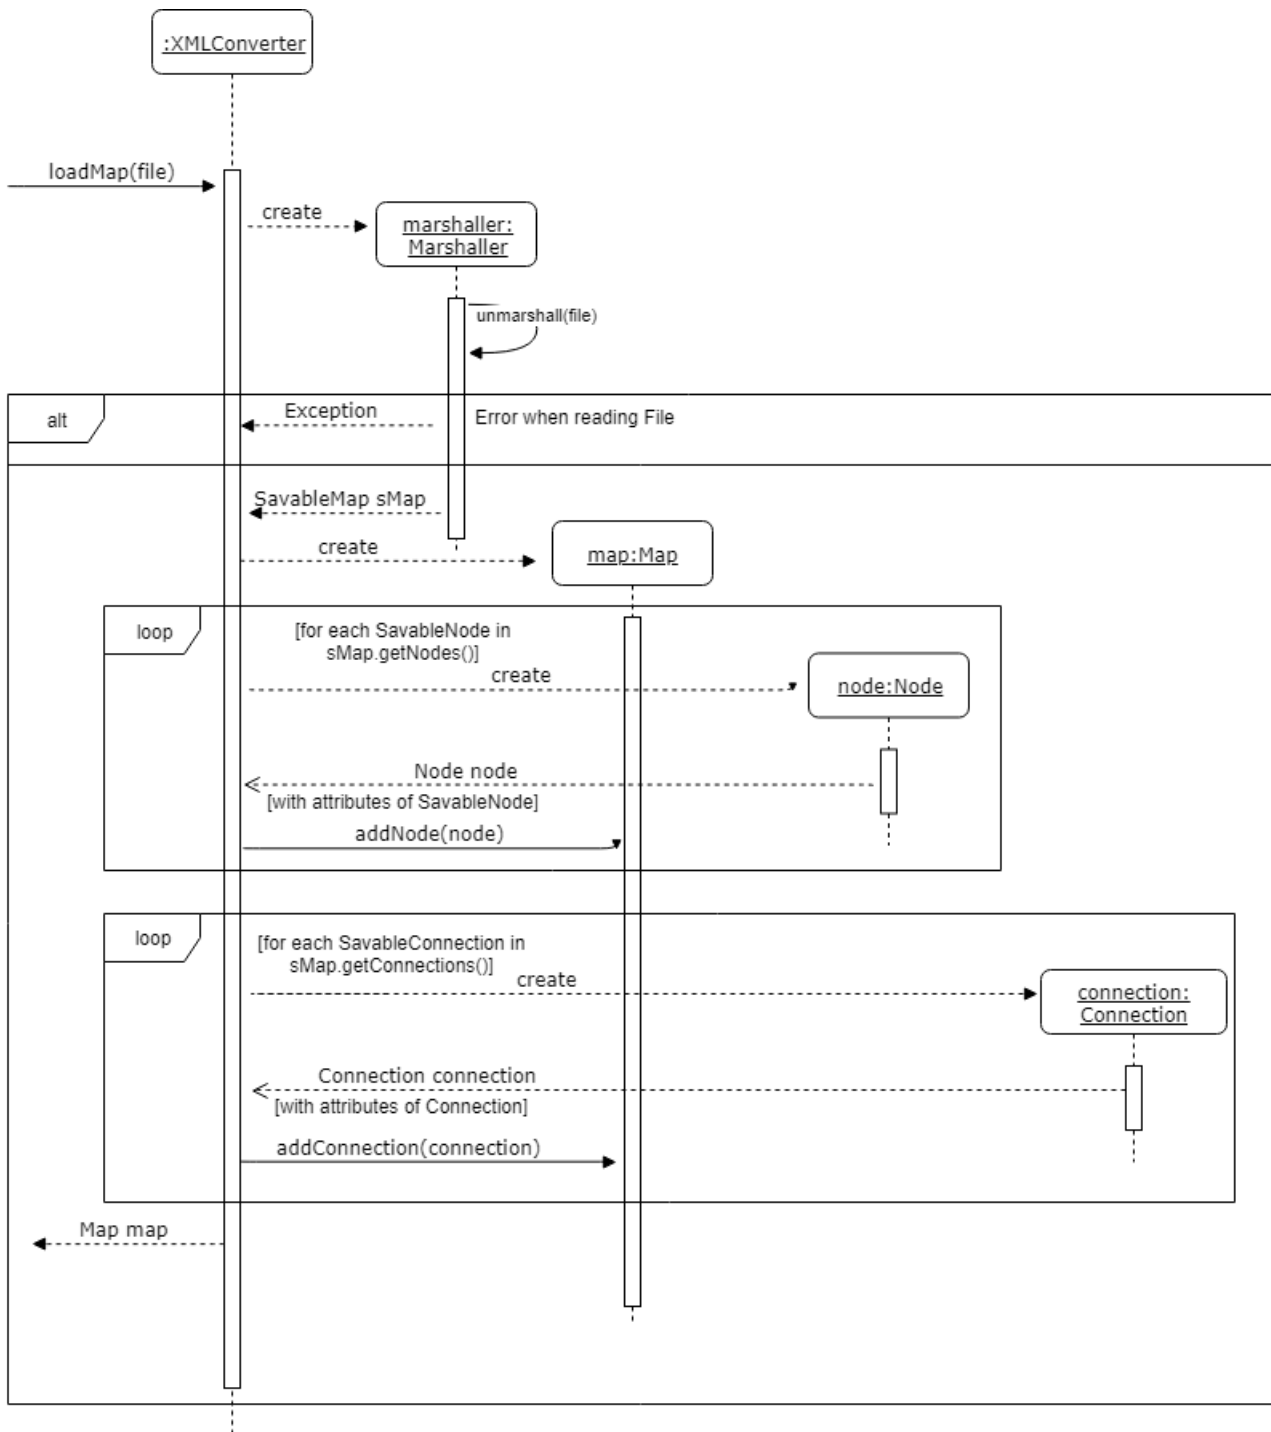 :XMLConverter
loadMap(file)
create
marshaller:
Marshaller
unmarshall(file)
alt
Exception
Error when reading File
SavableMap sMap
create
map:Map
loop
[for each SavableNode in
sMap.getNodes()]
create
node:Node
Node node
[with attributes of SavableNode]
addNode(node)
loop
[for each SavableConnection in
sMap.getConnections()]
create
connection:
Connection
Connection connection
[with attributes of Connection]
addConnection(connection)
Map map